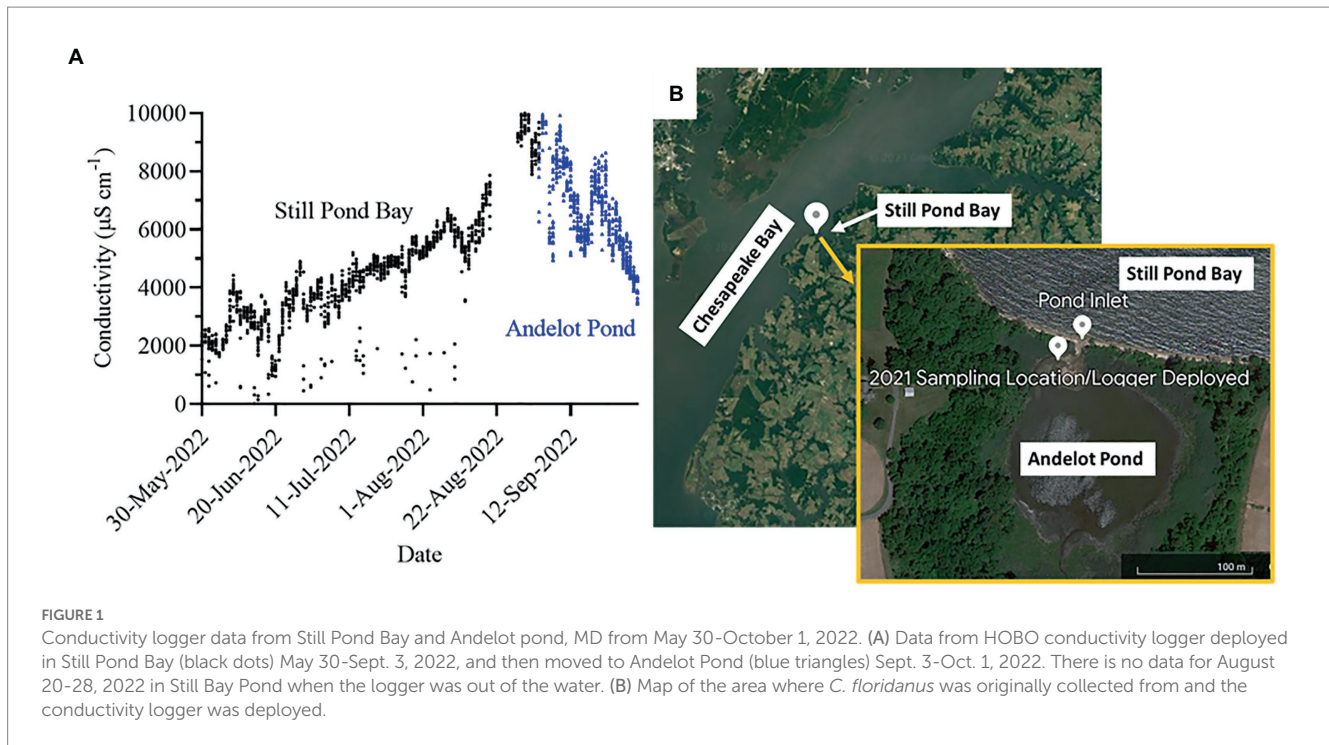 A
10000
8000
6000
4000
2000
0
Conductivity (µS cm⁻¹)
Still Pond Bay
Andelot Pond
30-May-2022
20-Jun-2022
11-Jul-2022
1-Aug-2022
22-Aug-2022
12-Sep-2022
Date
B
Chesapeake Bay
Still Pond Bay
Still Pond Bay
Pond Inlet
2021 Sampling Location/Logger Deployed
Andelot Pond
100 m
FIGURE 1
Conductivity logger data from Still Pond Bay and Andelot pond, MD from May 30-October 1, 2022. (A) Data from HOBO conductivity logger deployed
in Still Pond Bay (black dots) May 30-Sept. 3, 2022, and then moved to Andelot Pond (blue triangles) Sept. 3-Oct. 1, 2022. There is no data for August
20-28, 2022 in Still Bay Pond when the logger was out of the water. (B) Map of the area where C. floridanus was originally collected from and the
conductivity logger was deployed.